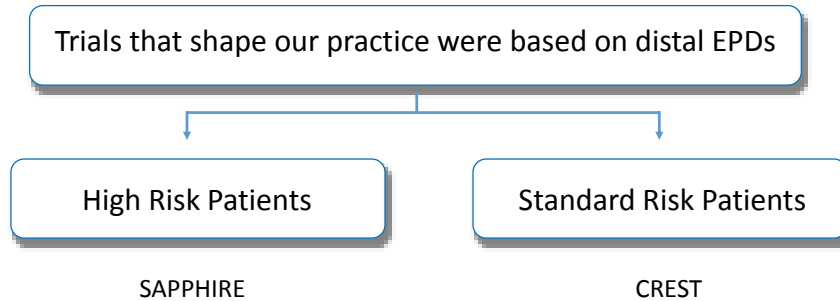 Trials that shape our practice were based on distal EPDs
High Risk Patients
Standard Risk Patients
SAPPHIRE
CREST